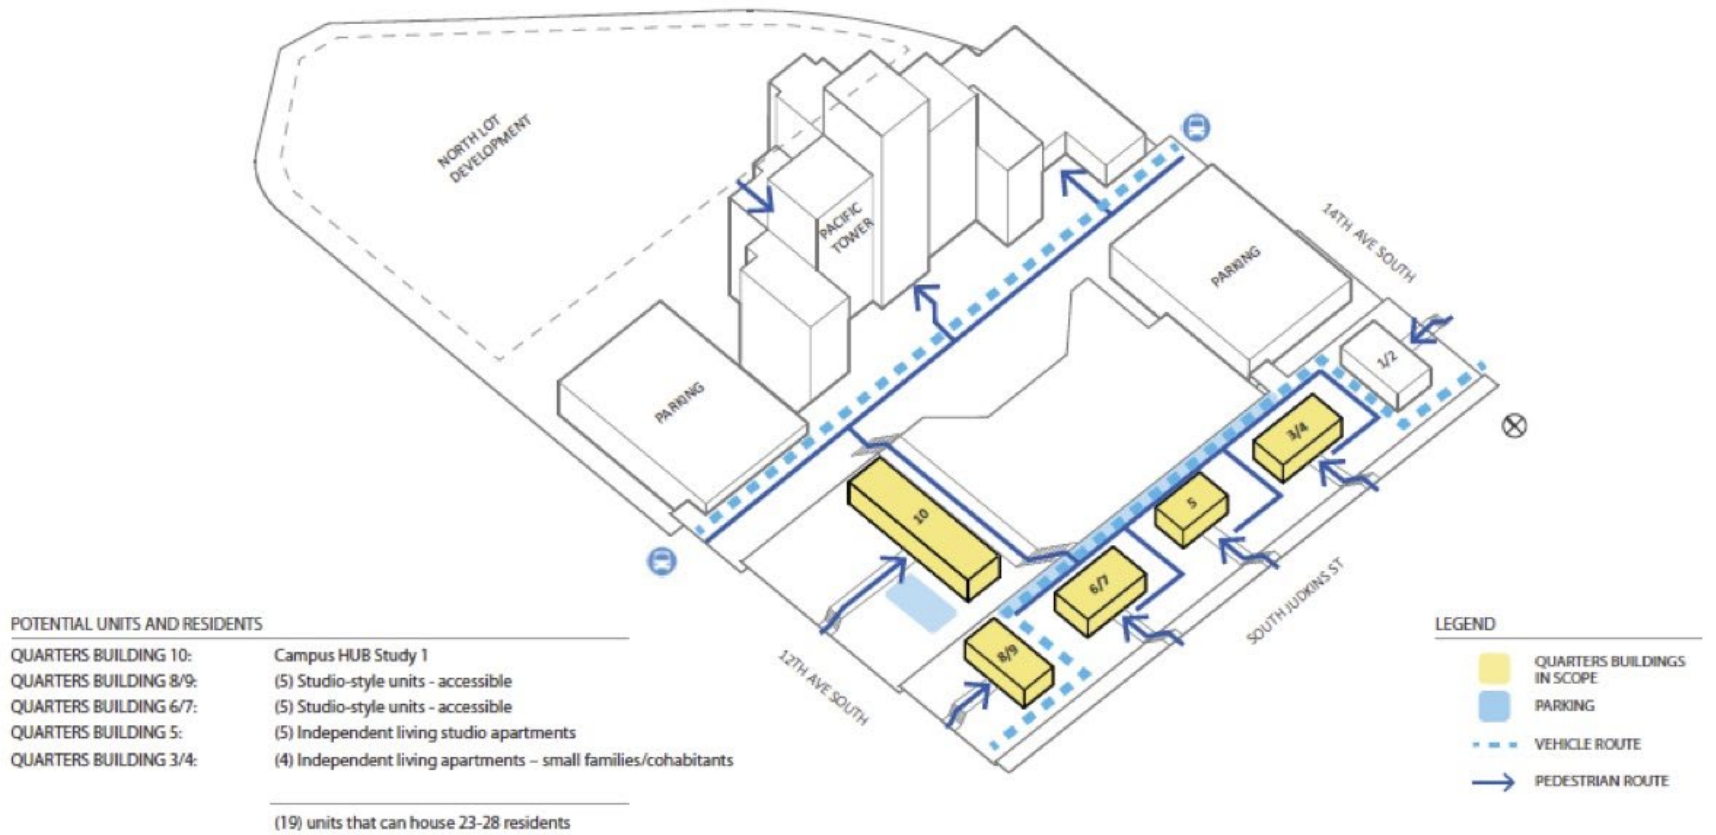 NORTH LOT
DEVELOPMENT
PACIFIC
TOWER
PARKING
14TH AVE SOUTH
PARKING
1/2
3/4
5
10
6/7
8/9
SOUTH JUDKINS ST
12TH AVE SOUTH
POTENTIAL UNITS AND RESIDENTS
QUARTERS BUILDING 10: Campus HUB Study 1
QUARTERS BUILDING 8/9: (5) Studio-style units - accessible
QUARTERS BUILDING 6/7: (5) Studio-style units - accessible
QUARTERS BUILDING 5: (5) Independent living studio apartments
QUARTERS BUILDING 3/4: (4) Independent living apartments – small families/cohabitants
(19) units that can house 23-28 residents
LEGEND
QUARTERS BUILDINGS
IN SCOPE
PARKING
VEHICLE ROUTE
PEDESTRIAN ROUTE